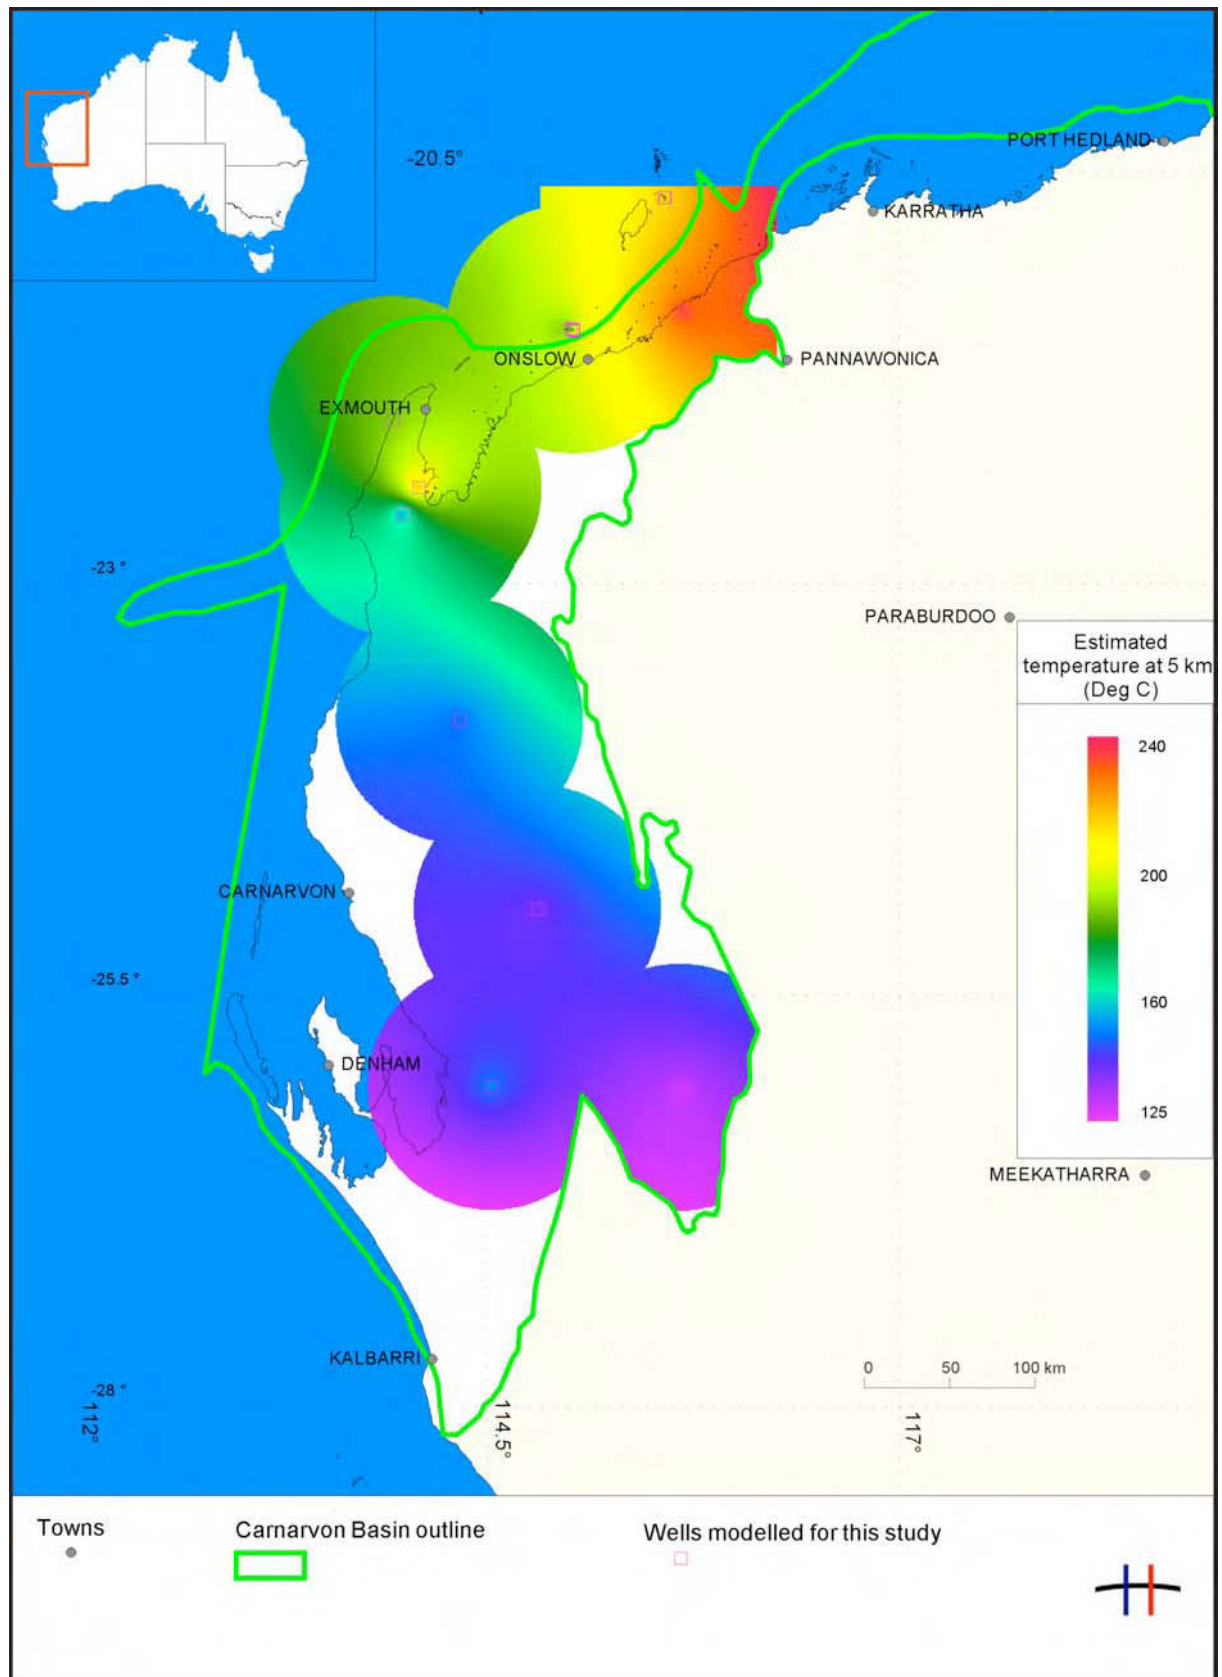 -20.5°
PORT HEDLAND
KARRATHA
ONSLOW
PANNAWONICA
EXMOUTH
-23 °
PARABURDOO
Estimated
temperature at 5 km
(Deg C)
240
200
160
125
CARNARVON
-25.5 °
DENHAM
MEEKATHARRA
KALBARRI
0 50 100 km
-28 °
112°
114.5°
117°
Towns
Carnarvon Basin outline
Wells modelled for this study